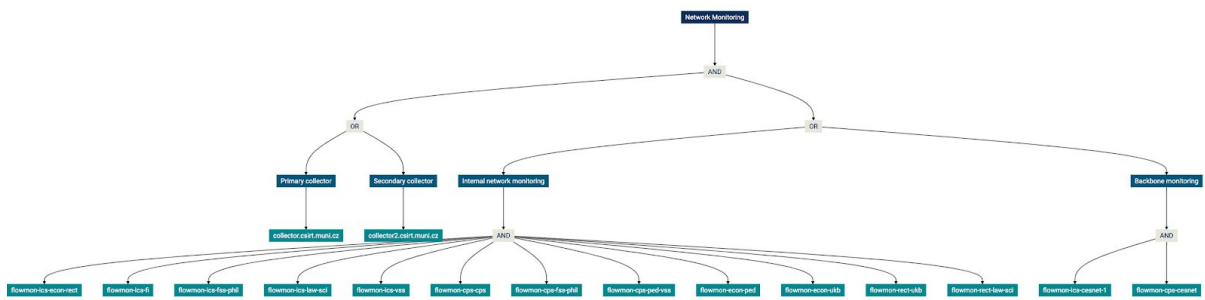 Network Monitoring
AND
OR
OR
Primary collector
Secondary collector
Internal network monitoring
Backbone monitoring
collector.csirt.muni.cz
collector2.csirt.muni.cz
AND
AND
flowmon-ics-econ-rect
flowmon-ics-fi
flowmon-ics-fss-phil
flowmon-ics-law-sci
flowmon-ics-vss
flowmon-cps-cps
flowmon-cps-fss-phil
flowmon-cps-ped-vss
flowmon-econ-ped
flowmon-econ-ukb
flowmon-rect-ukb
flowmon-rect-law-sci
flowmon-ics-cesnet-1
flowmon-cps-cesnet